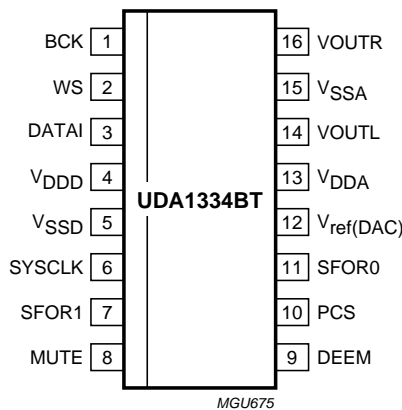 BCK 1
WS 2
DATAI 3
VDDD 4
VSSD 5
SYSCLK 6
SFOR1 7
MUTE 8
UDA1334BT
16 VOUTR
15 VSSA
14 VOUTL
13 VDDA
12 Vref(DAC)
11 SFOR0
10 PCS
9 DEEM
MGU675